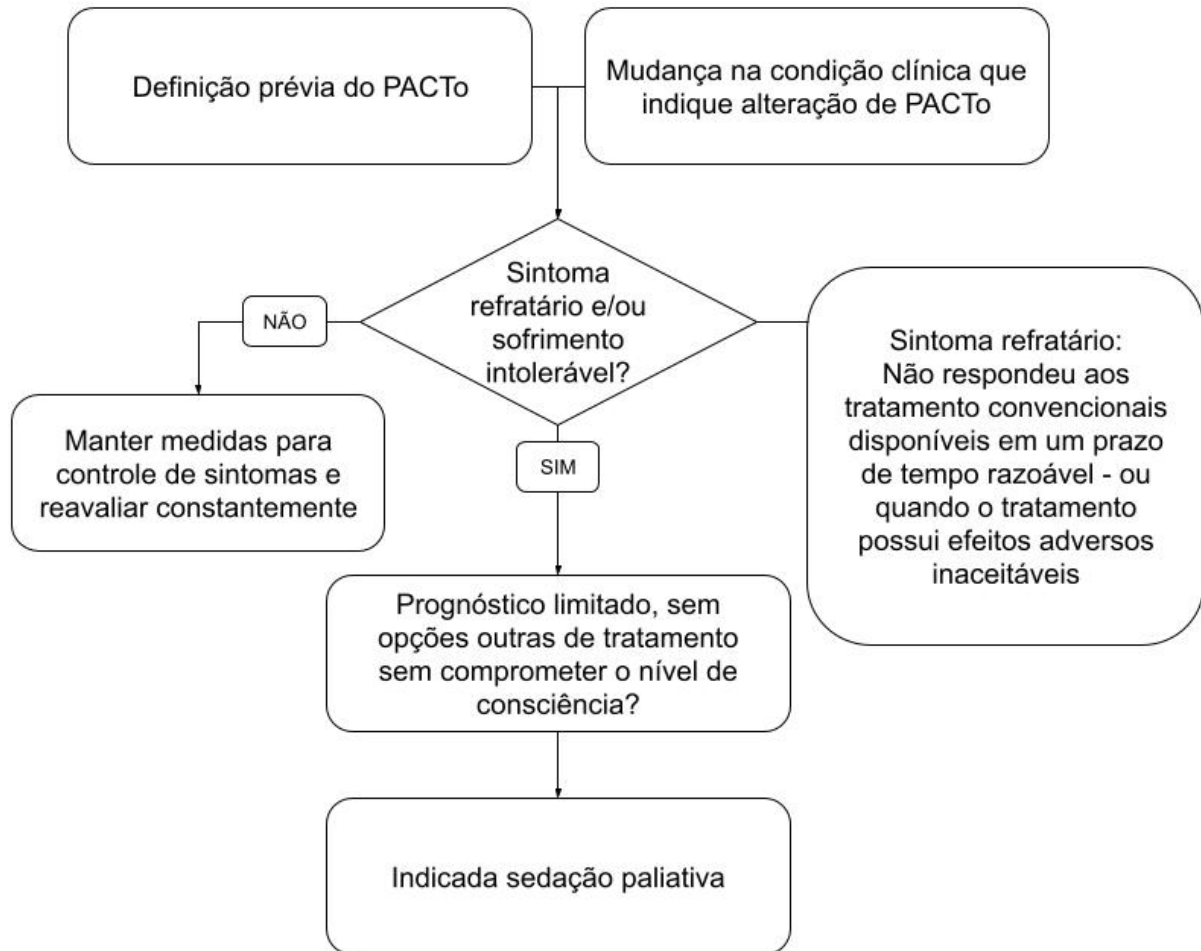 Definição prévia do PACTo
Mudança na condição clínica que
indique alteração de PACTo
Sintoma
refratário e/ou
sofrimento
intolerável?
NÃO
Manter medidas para
controle de sintomas e
reavaliar constantemente
SIM
Sintoma refratário:
Não respondeu aos
tratamento convencionais
disponíveis em um prazo
de tempo razoável - ou
quando o tratamento
possui efeitos adversos
inaceitáveis
Prognóstico limitado, sem
opções outras de tratamento
sem comprometer o nível de
consciência?
Indicada sedação paliativa